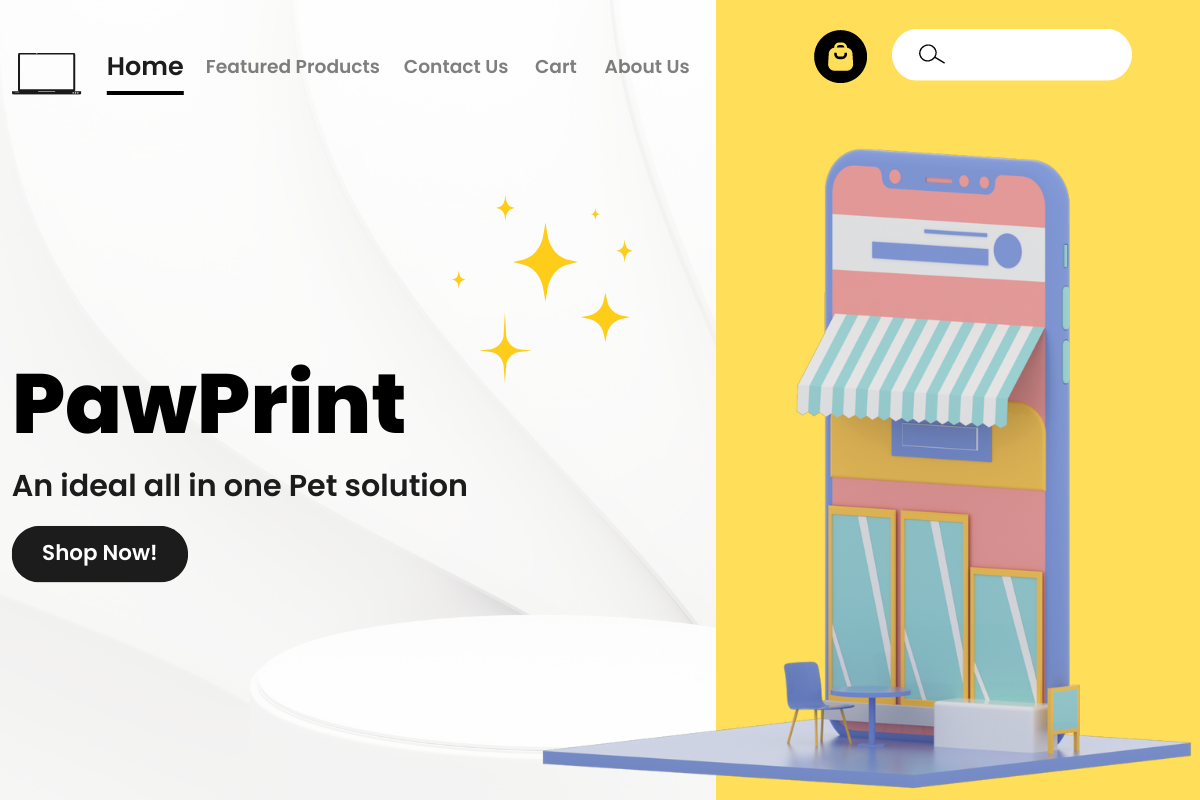 Home Featured Products Contact Us Cart About Us
PawPrint
An ideal all in one Pet solution
Shop Now!